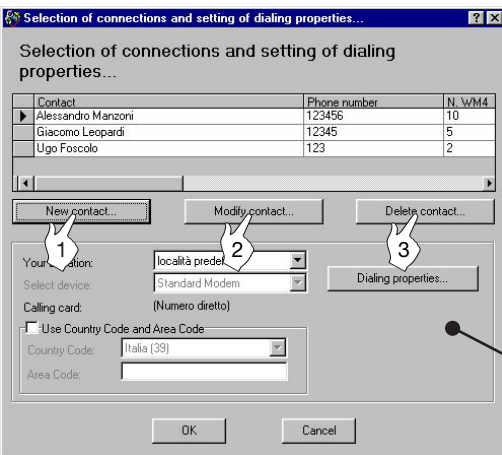 Selection of connections and setting of dialing properties...
Selection of connections and setting of dialing
properties...
Contact Phone number N. WM4
Alessandro Manzoni 123456 10
Giacomo Leopardi 12345 5
Ugo Foscolo 123 2
New contact... Modify contact... Delete contact...
1 2 3
Your località
Dialing properties...
Select device: Standard Modem
Calling card: (Numero diretto)
Use Country Code and Area Code
Country Code: Italia (39)
Area Code:
OK Cancel